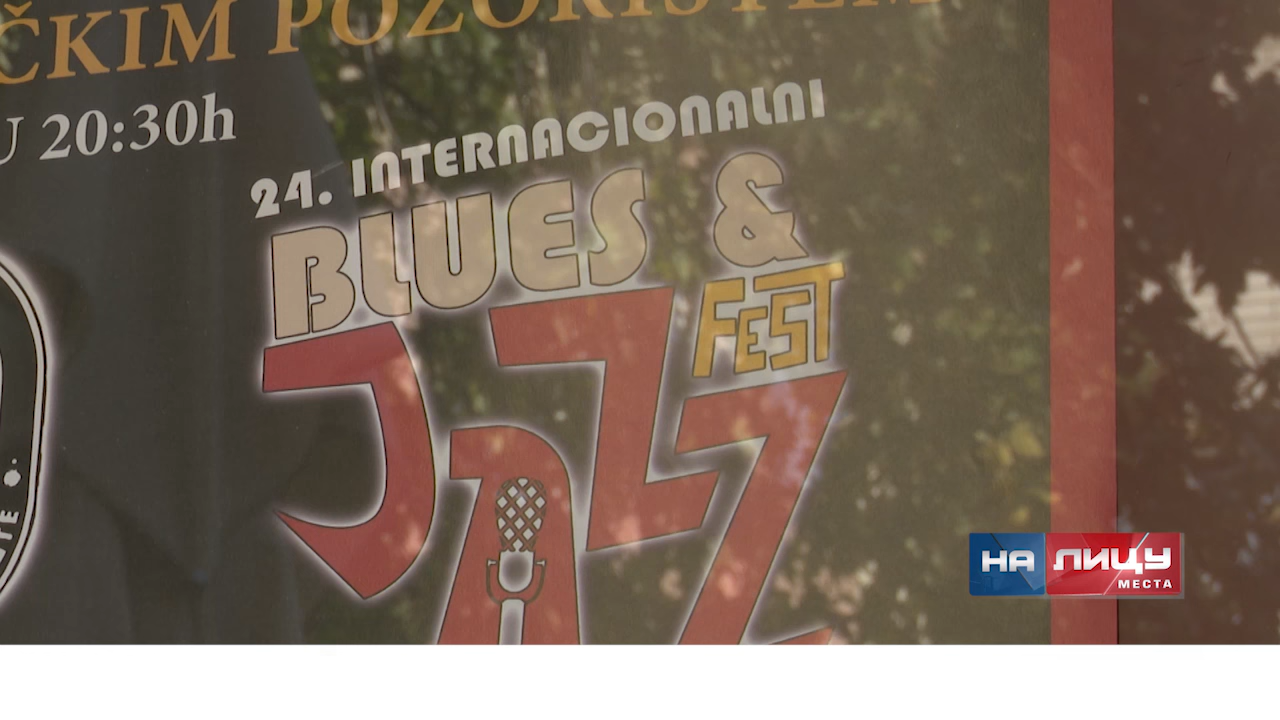 ČKIM POZORIŠTEM
U 20:30h
24. INTERNACIONALNI
BLUES &
JAZZ
FEST
НА ЛИЦУ
МЕСТА